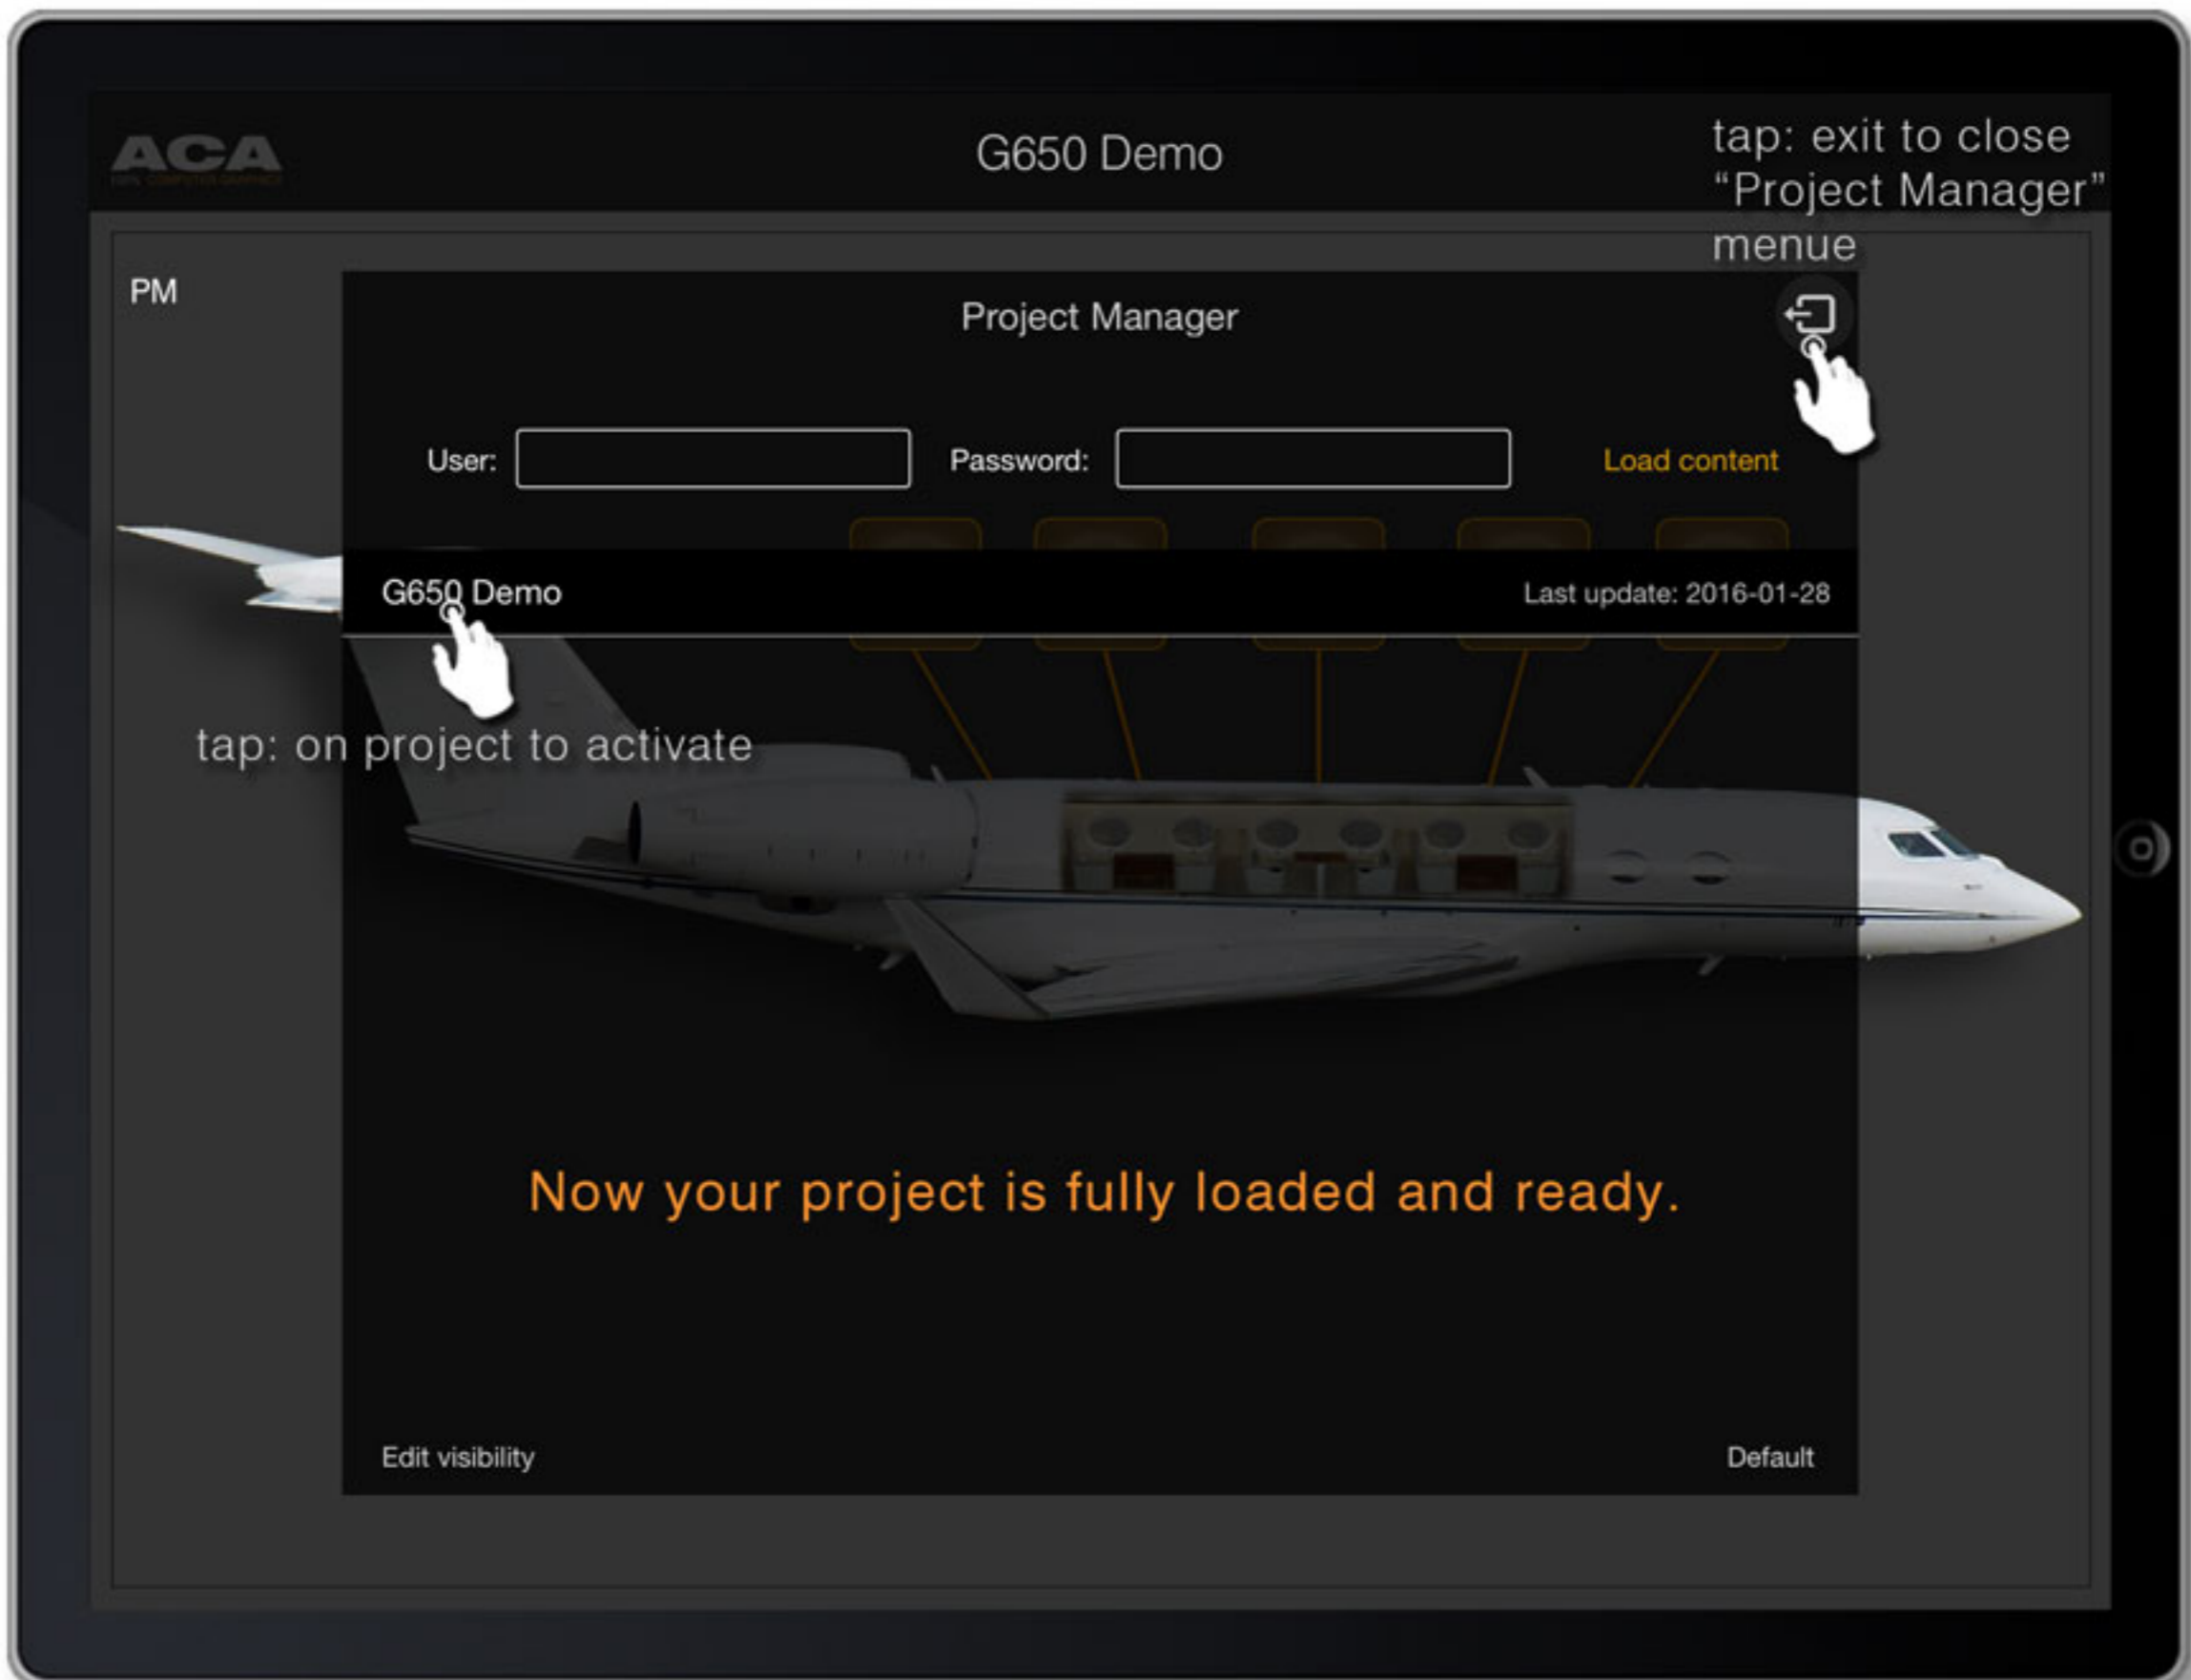 ACA
G650 Demo
tap: exit to close
“Project Manager”
menue
PM
Project Manager
User:
Password:
Load content
G650 Demo
Last update: 2016-01-28
tap: on project to activate
Now your project is fully loaded and ready.
Edit visibility
Default